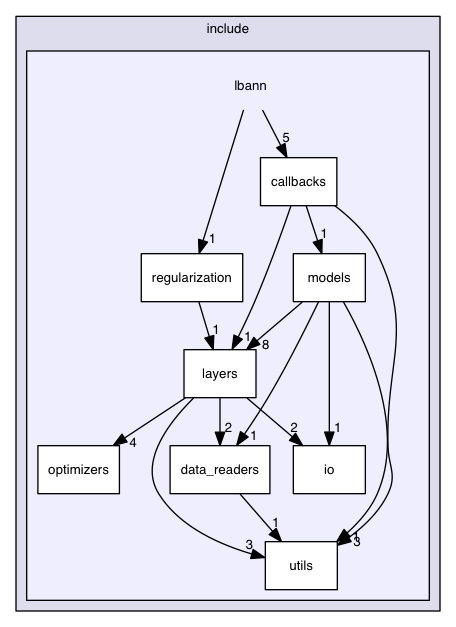 include
lbann
5
callbacks
1
1
regularization
models
1
1
8
layers
4
2
1
2
1
optimizers
data_readers
io
1
3
1
3
utils